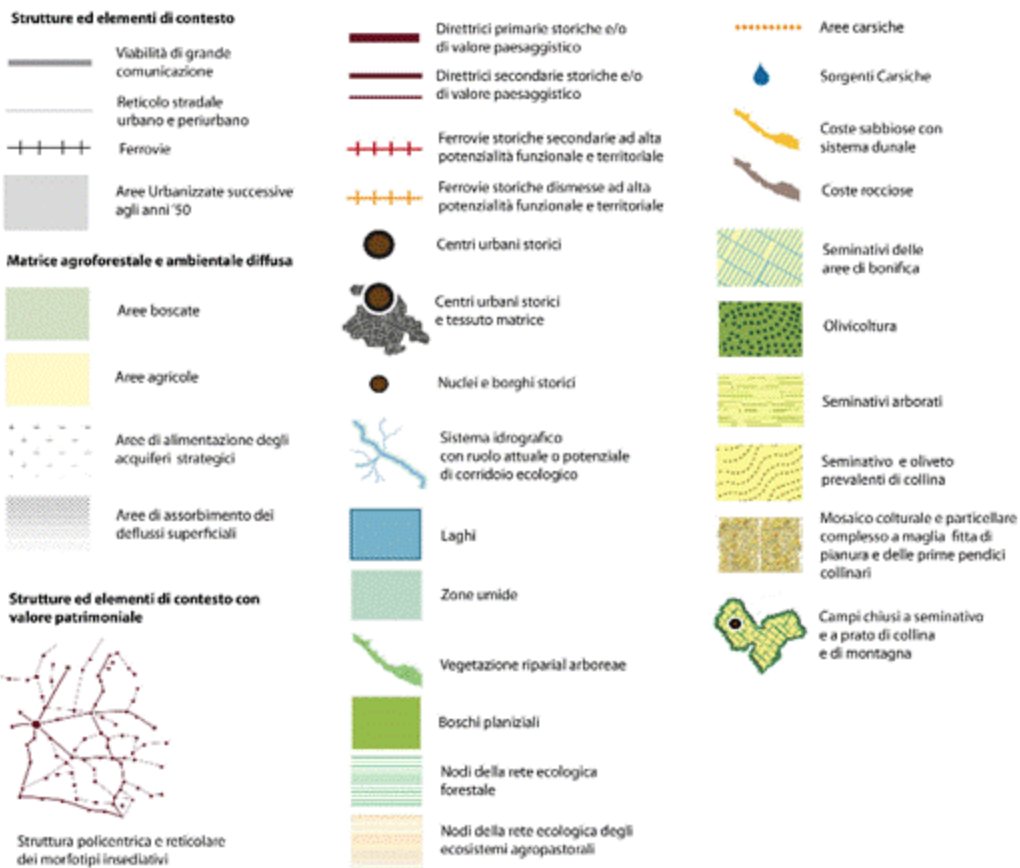 Strutture ed elementi di contesto
Viabilità di grande
comunicazione
Reticolo stradale
urbano e periurbano
Ferrovie
Aree Urbanizzate successive
agli anni '50
Matrice agroforestale e ambientale diffusa
Aree boscate
Aree agricole
Aree di alimentazione degli
acquiferi strategici
Aree di assorbimento dei
deflussi superficiali
Strutture ed elementi di contesto con
valore patrimoniale
Struttura policentrica e reticolare
dei morfotipi insediativi
Direttrici primarie storiche e/o
di valore paesaggistico
Direttrici secondarie storiche e/o
di valore paesaggistico
Ferrovie storiche secondarie ad alta
potenzialità funzionale e territoriale
Ferrovie storiche dismesse ad alta
potenzialità funzionale e territoriale
Centri urbani storici
Centri urbani storici
e tessuto matrice
Nuclei e borghi storici
Sistema idrografico
con ruolo attuale o potenziale
di corridoio ecologico
Laghi
Zone umide
Vegetazione riparial arboreae
Boschi planiziali
Nodi della rete ecologica
forestale
Nodi della rete ecologica degli
ecosistemi agropastorali
Aree carsiche
Sorgenti Carsiche
Coste sabbiose con
sistema dunale
Coste rocciose
Seminativi delle
aree di bonifica
Olivicoltura
Seminativi arborati
Seminativo e oliveto
prevalenti di collina
Mosaico colturale e particellare
complesso a maglia fitta di
pianura e delle prime pendici
collinari
Campi chiusi a seminativo
e a prato di collina
e di montagna